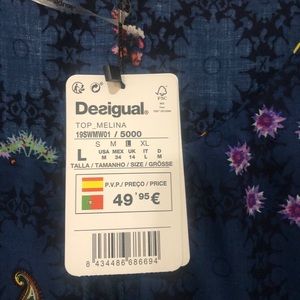 FSC
Desigual®
TOP_MELINA
19SWMW01 / 5000
S M L XL
L
USA MEX UK IT D
M 34 14 L M
TALLA / TAMANHO / SIZE / GRÖSSE
P.V.P / PREÇO / PRICE
49'95€
8 434486 686694